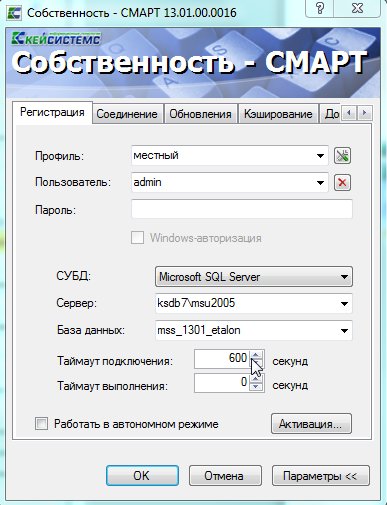 Собственность - СМАРТ 13.01.00.0016
КЕЙСИСТЕМС
Собственность - СМАРТ
Регистрация Соединение Обновления Кэширование До
Профиль: местный
Пользователь: admin
Пароль:
Windows-авторизация
СУБД: Microsoft SQL Server
Сервер: ksdb7\msu2005
База данных: mss_1301_etalon
Таймаут подключения: 600 секунд
Таймаут выполнения: 0 секунд
Работать в автономном режиме Активация...
OK Отмена Параметры <<